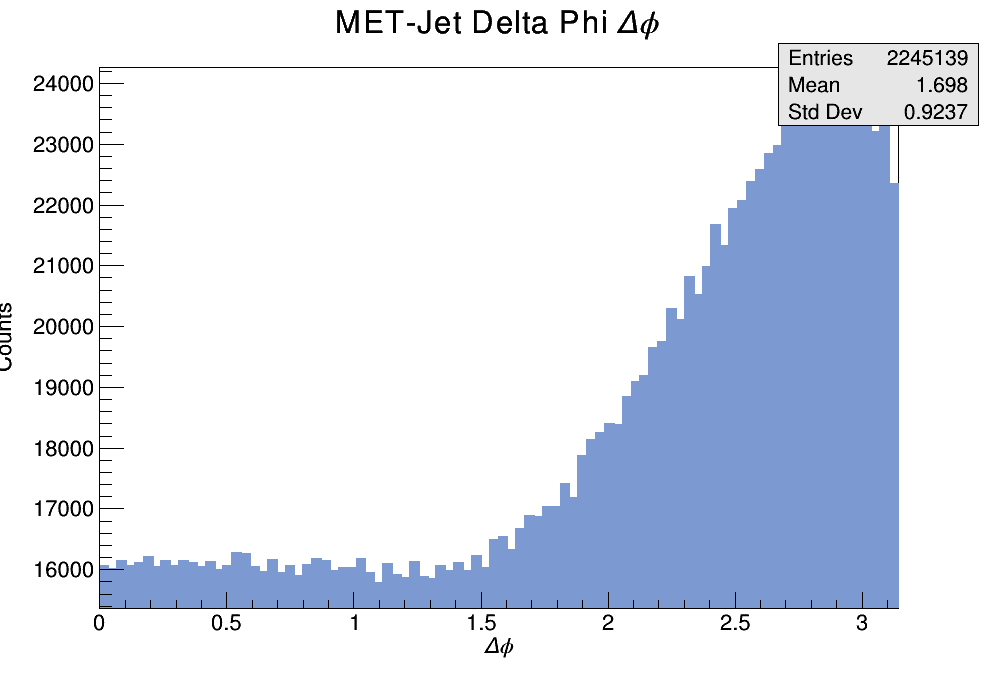 MET-Jet Delta Phi Δϕ
Entries 2245139
Mean 1.698
Std Dev 0.9237
24000
23000
22000
21000
20000
19000
18000
17000
16000
Counts
0 0.5 1 1.5 2 2.5 3
Δϕ